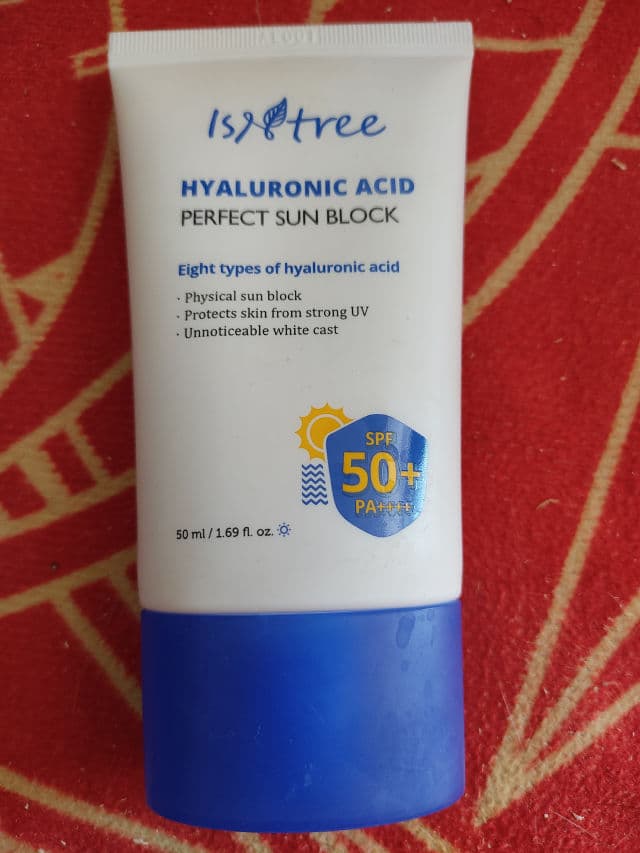 IsNtree
HYALURONIC ACID
PERFECT SUN BLOCK
Eight types of hyaluronic acid
· Physical sun block
· Protects skin from strong UV
· Unnoticeable white cast
SPF
50+
PA++++
50 ml / 1.69 fl. oz.